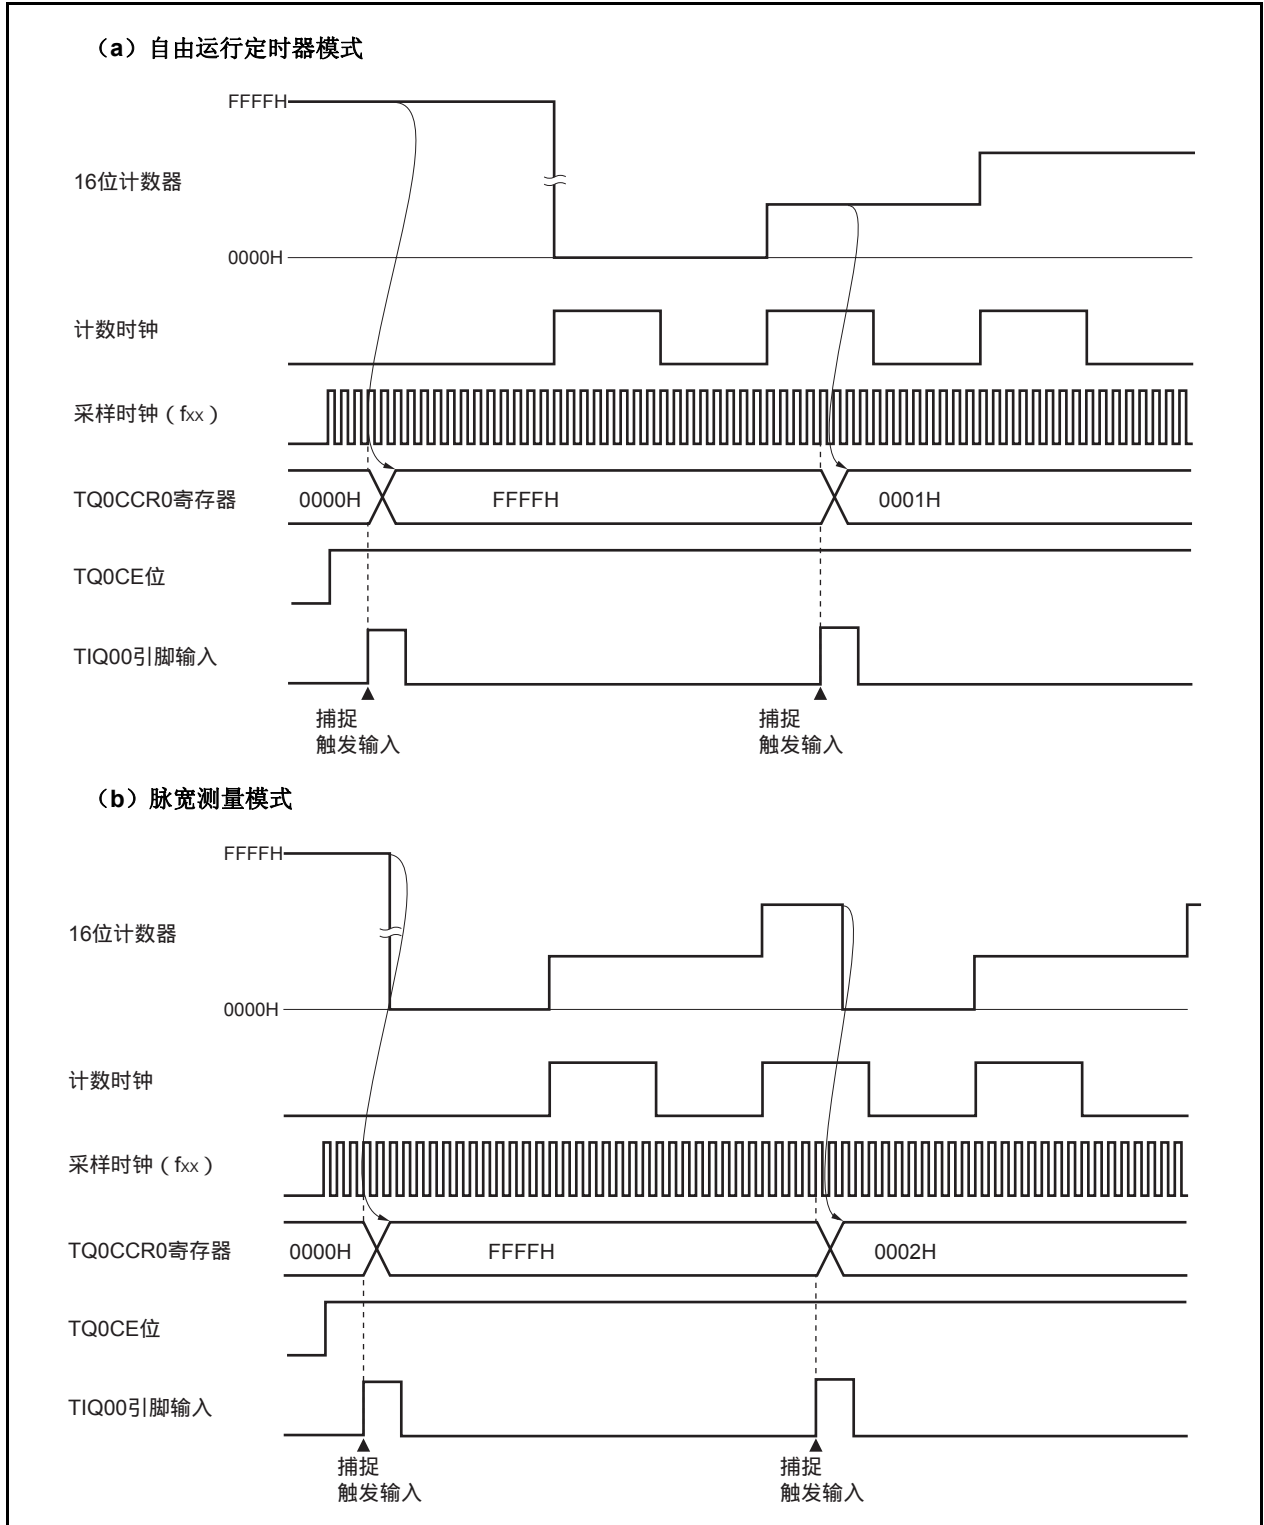 （a）自由运行定时器模式
FFFFH
16位计数器
0000H
计数时钟
采样时钟（fxx）
TQ0CCR0寄存器 0000H FFFFH 0001H
TQ0CE位
TIQ00引脚输入
捕捉 捕捉
触发输入 触发输入
（b）脉宽测量模式
FFFFH
16位计数器
0000H
计数时钟
采样时钟（fxx）
TQ0CCR0寄存器 0000H FFFFH 0002H
TQ0CE位
TIQ00引脚输入
捕捉 捕捉
触发输入 触发输入